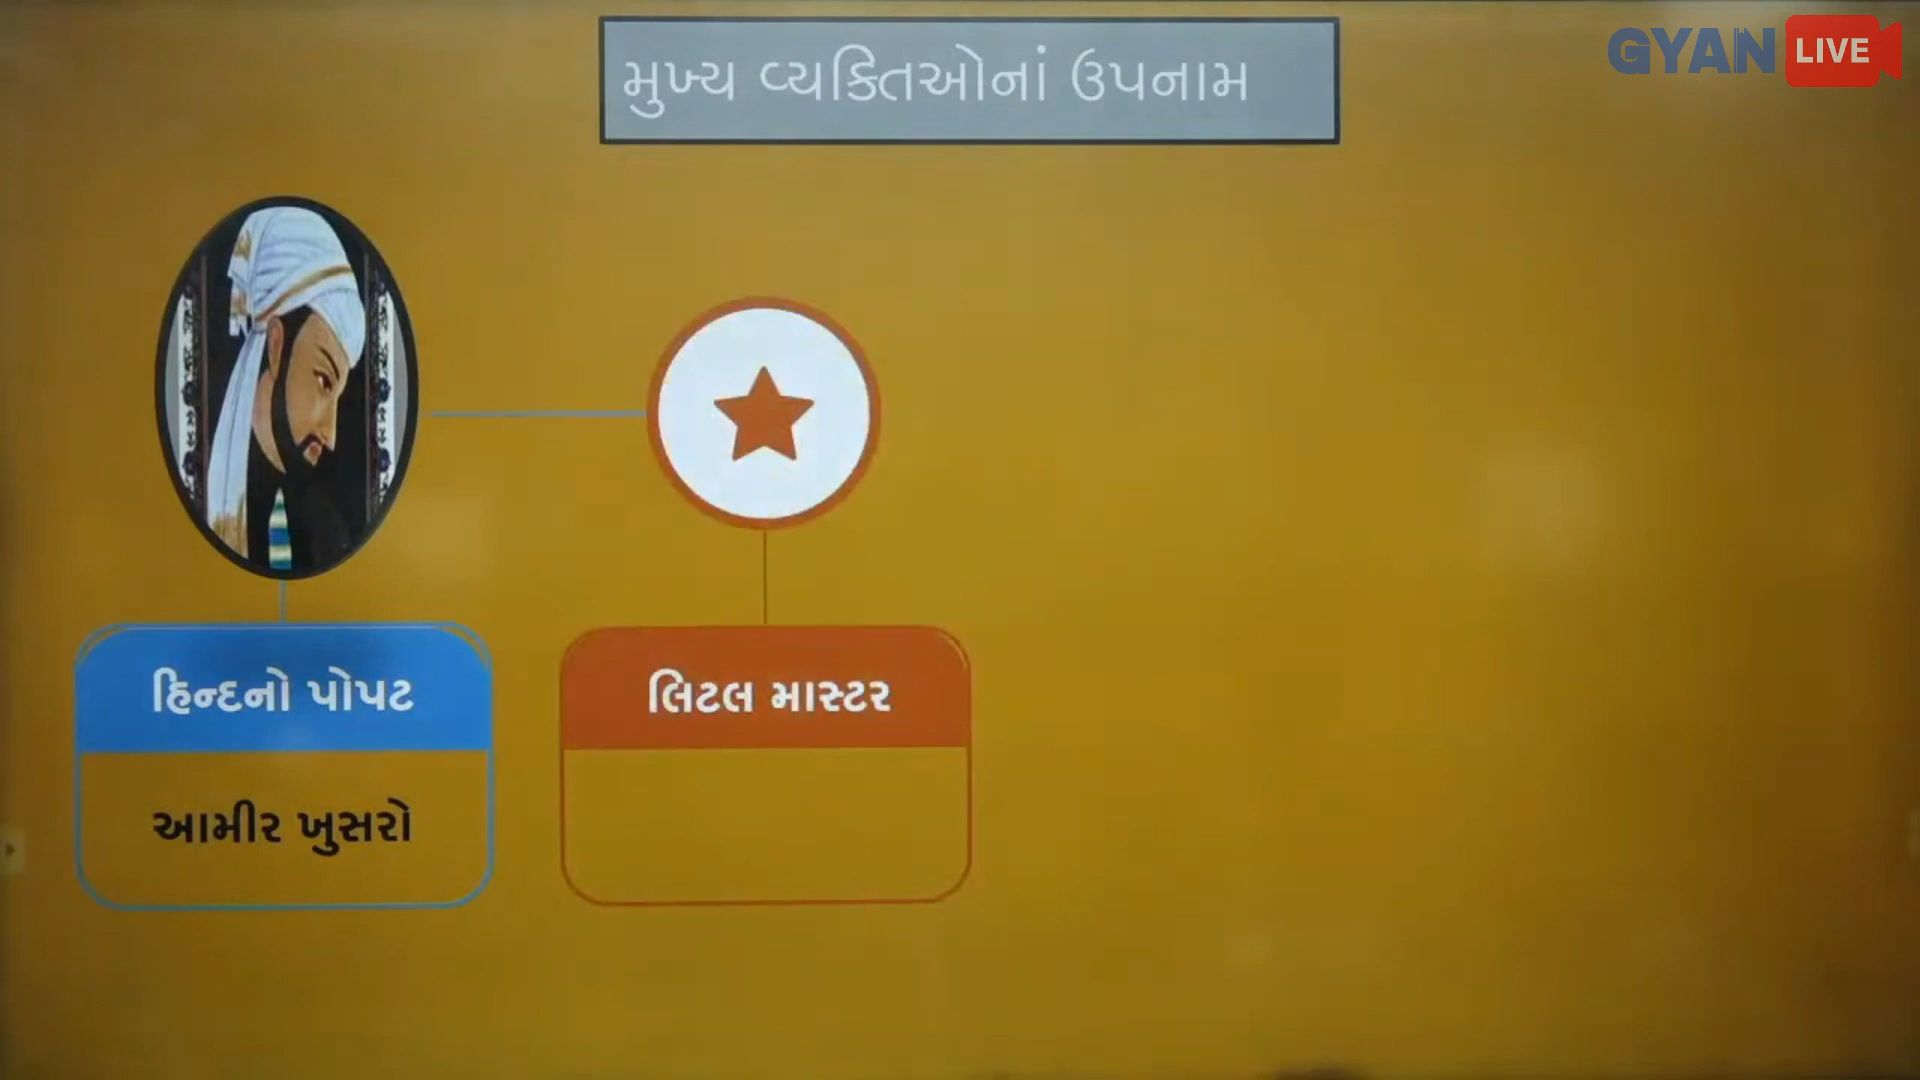 મુખ્ય વ્યક્તિઓનાં ઉપનામ
GYAN LIVE
હિન્દનો પોપટ
લિટલ માસ્ટર
આમીર ખુસરો